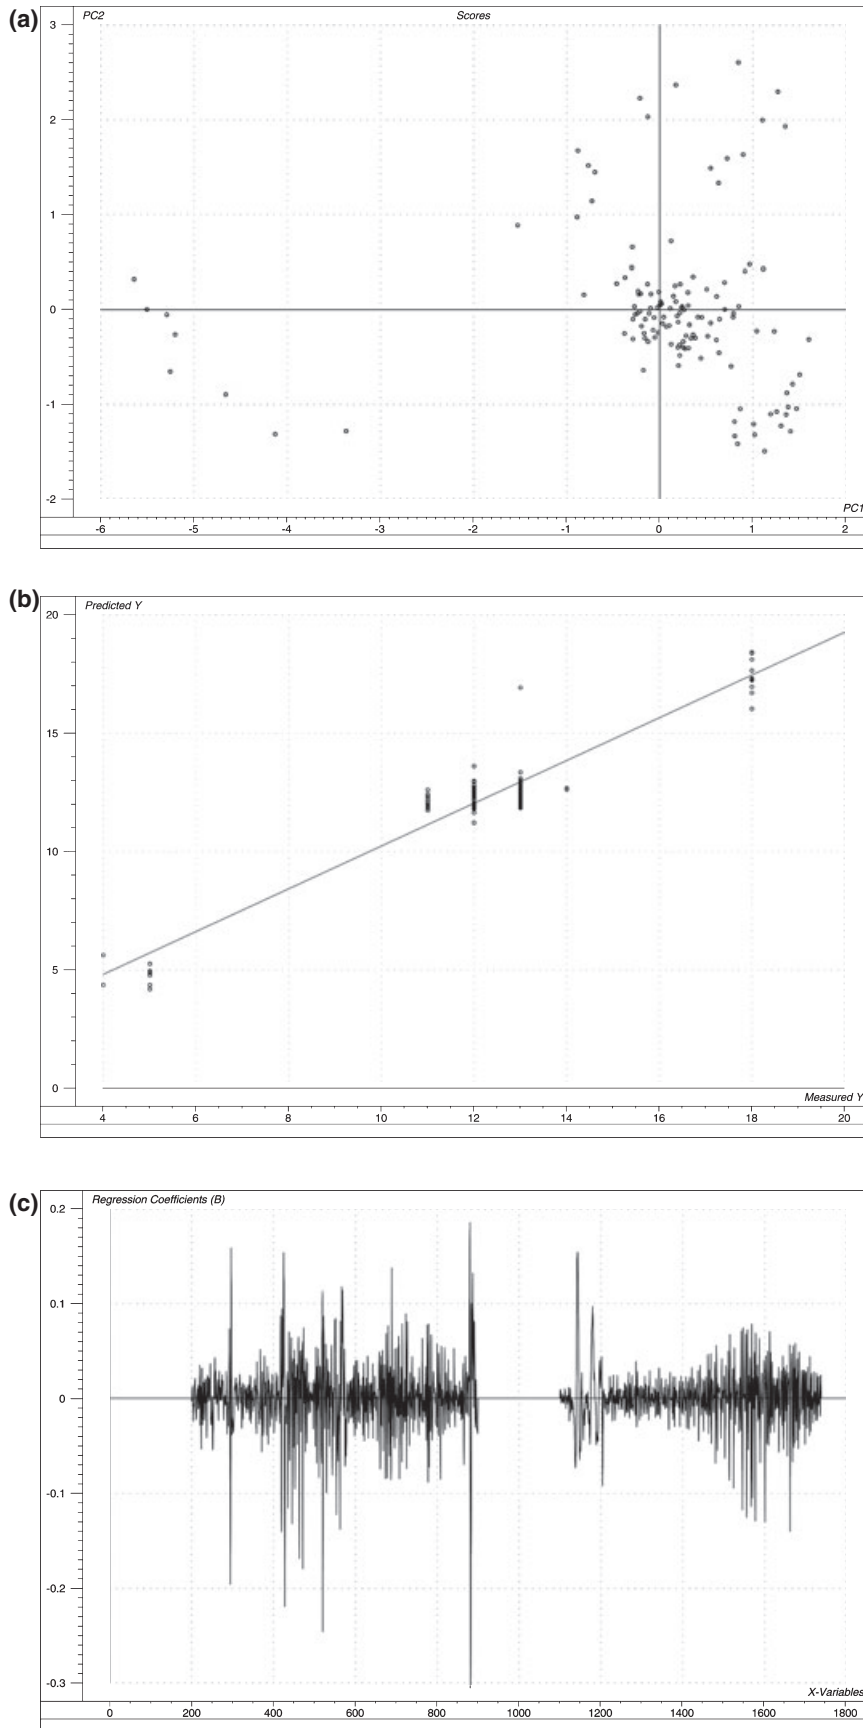 (a)
PC2 Scores
3
2
1
0
-1
-2
PC1
-6 -5 -4 -3 -2 -1 0 1 2
(b)
Predicted Y
20
15
10
5
0
Measured Y
4 6 8 10 12 14 16 18 20
(c)
Regression Coefficients (B)
0.2
0.1
0
-0.1
-0.2
-0.3
X-Variables
0 200 400 600 800 1000 1200 1400 1600 1800